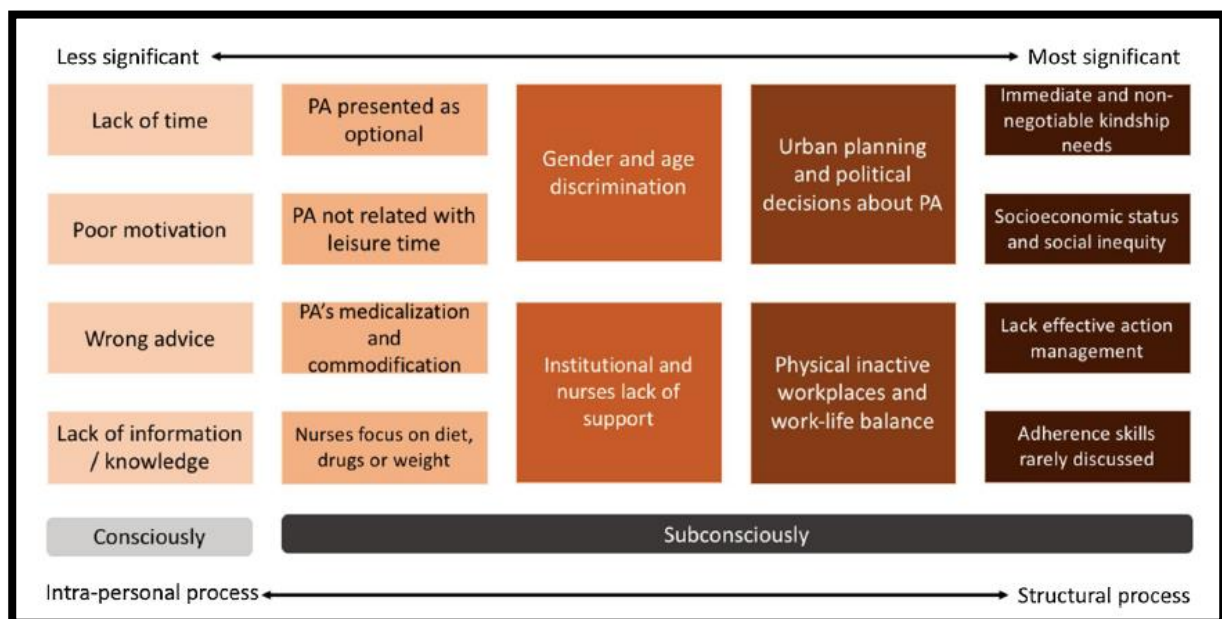 Less significant
Most significant
Lack of time
PA presented as
optional
Gender and age
discrimination
Urban planning
and political
decisions about PA
Immediate and non-
negotiable kindship
needs
Poor motivation
PA not related with
leisure time
Socioeconomic status
and social inequity
Wrong advice
PA's medicalization
and
commodification
Institutional and
nurses lack of
support
Physical inactive
workplaces and
work-life balance
Lack effective action
management
Lack of information
/ knowledge
Nurses focus on diet,
drugs or weight
Adherence skills
rarely discussed
Consciously
Subconsciously
Intra-personal process
Structural process